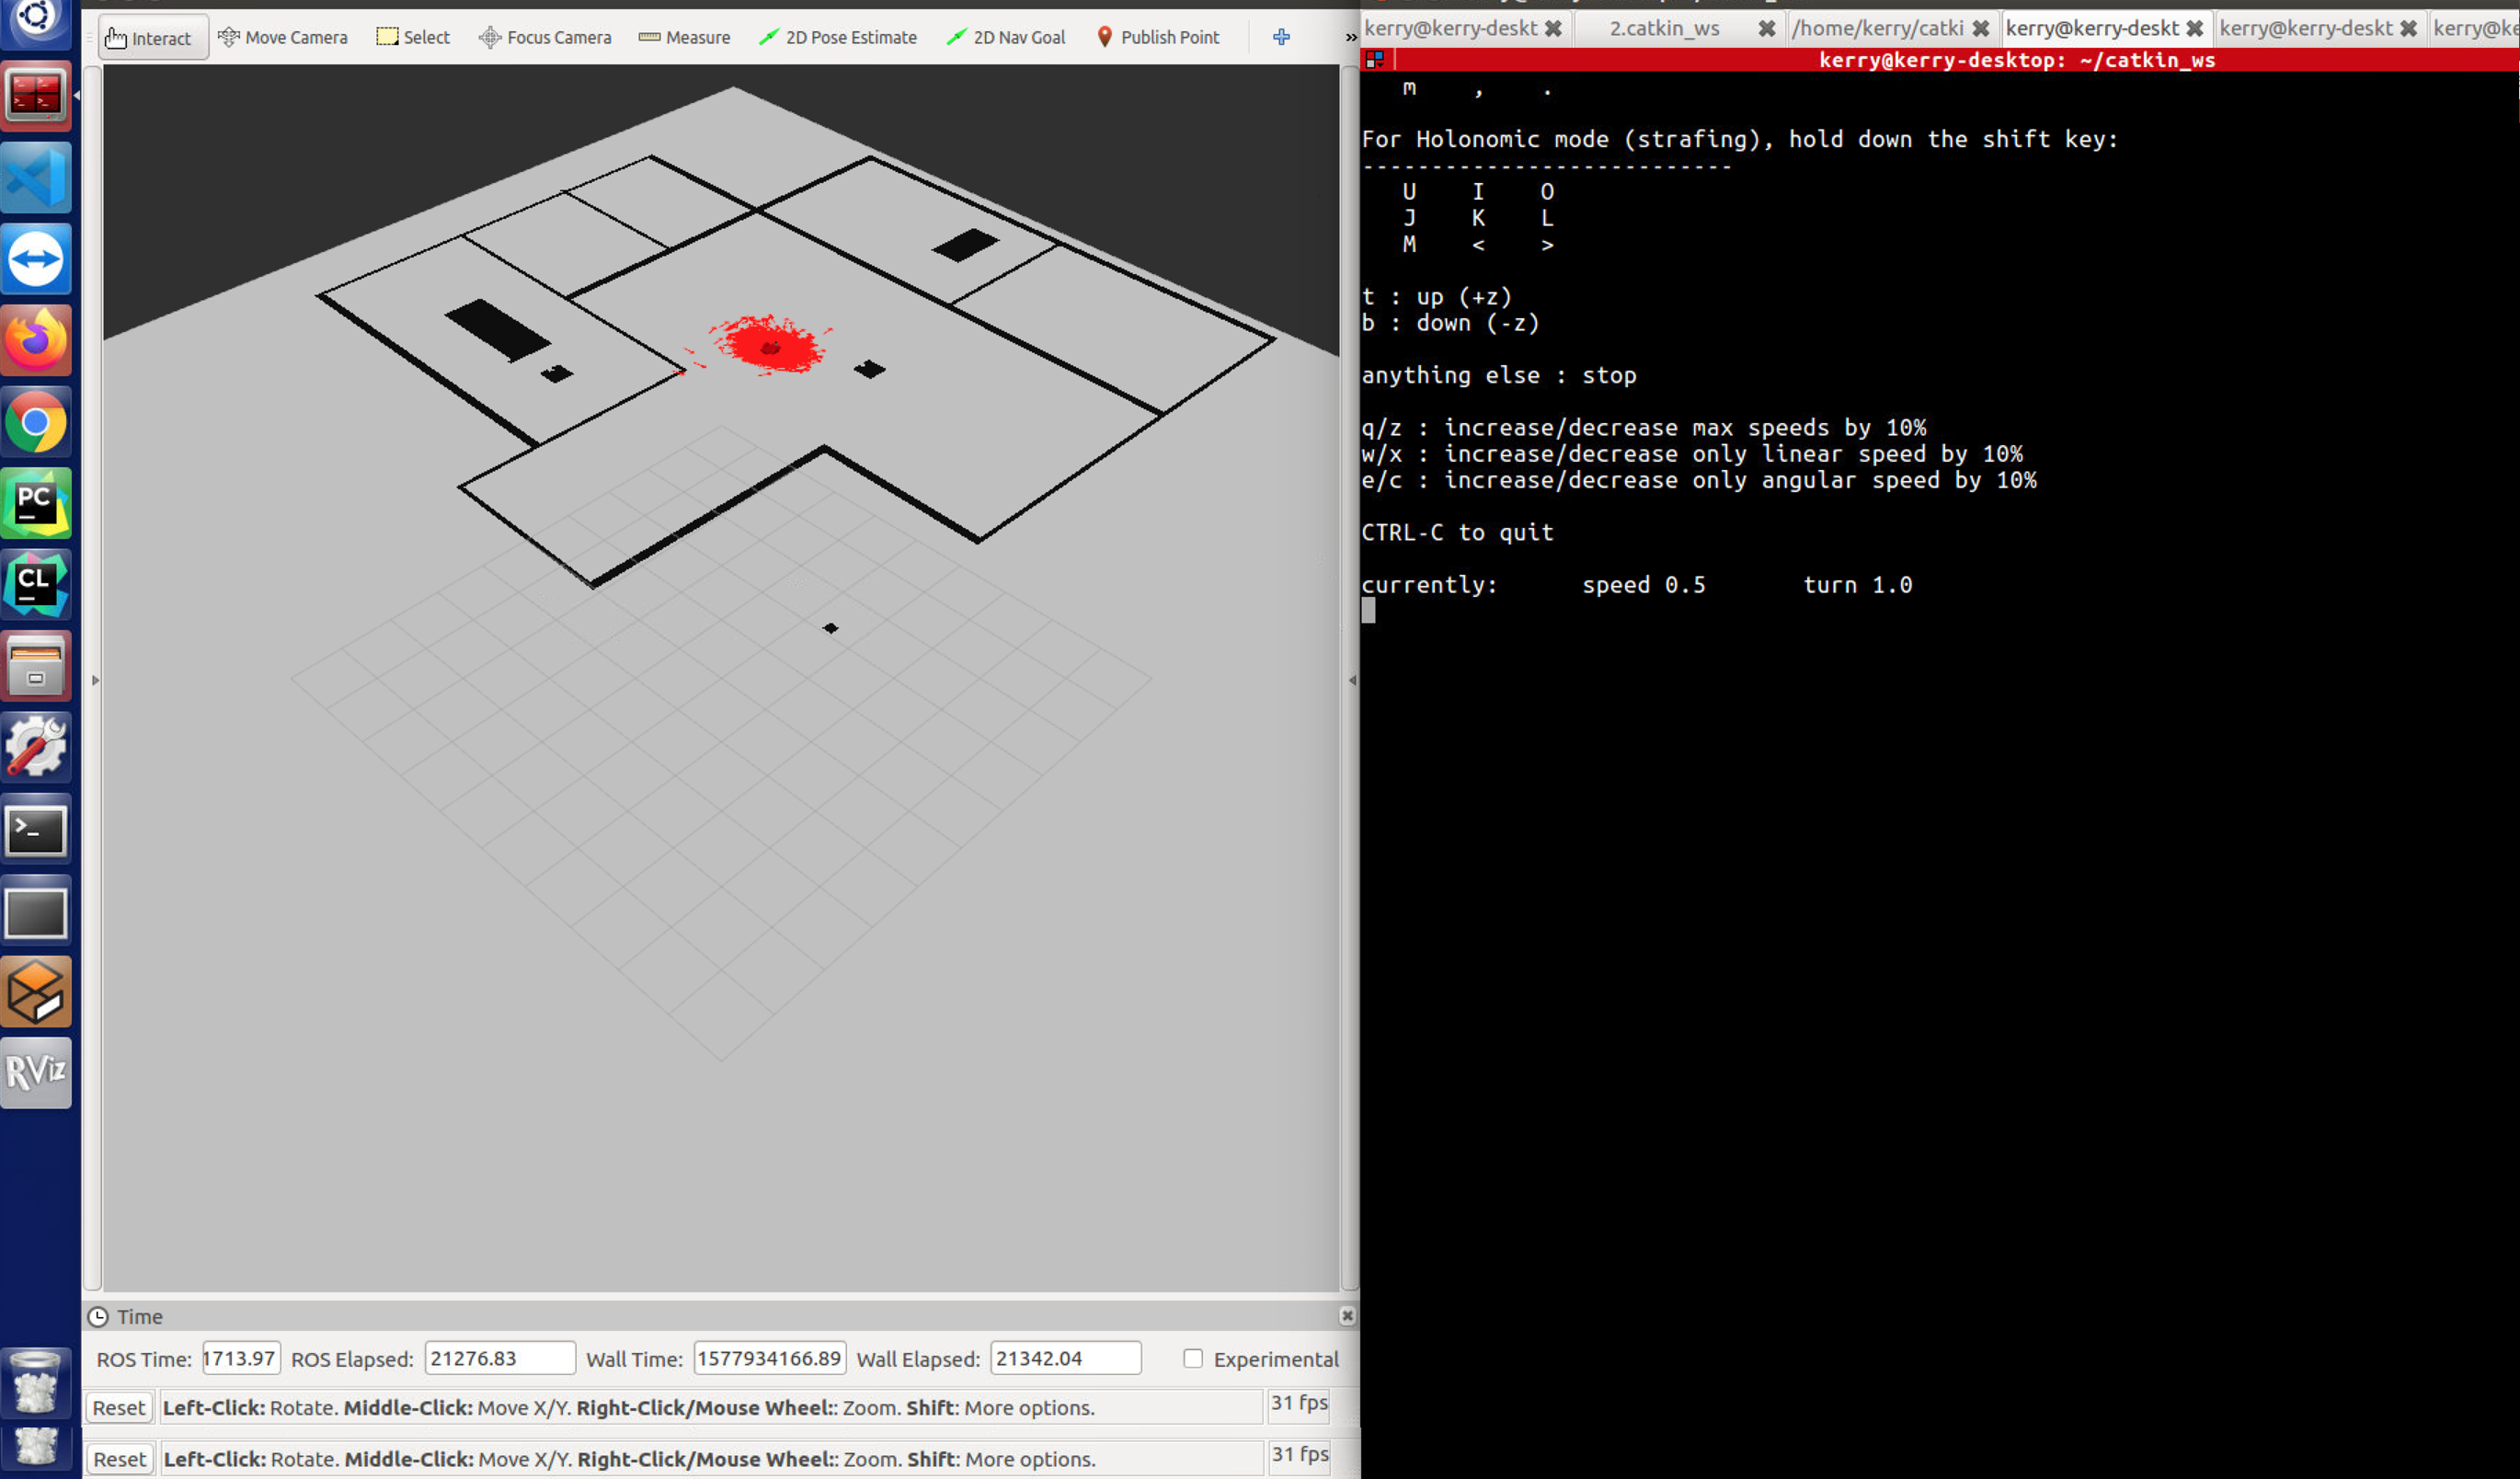 Interact Move Camera Select Focus Camera Measure 2D Pose Estimate 2D Nav Goal Publish Point »
kerry@kerry-deskt 2.catkin_ws /home/kerry/catki kerry@kerry-deskt kerry@kerry-deskt kerry@ke
kerry@kerry-desktop: ~/catkin_ws
m , .
For Holonomic mode (strafing), hold down the shift key:
---------------------------
U I O
J K L
M < >
t : up (+z)
b : down (-z)
anything else : stop
q/z : increase/decrease max speeds by 10%
w/x : increase/decrease only linear speed by 10%
e/c : increase/decrease only angular speed by 10%
CTRL-C to quit
currently: speed 0.5 turn 1.0
PC
CL
>_
RViz
Time
ROS Time: 1713.97 ROS Elapsed: 21276.83 Wall Time: 1577934166.89 Wall Elapsed: 21342.04 Experimental
Reset Left-Click: Rotate. Middle-Click: Move X/Y. Right-Click/Mouse Wheel:: Zoom. Shift: More options. 31 fps
Reset Left-Click: Rotate. Middle-Click: Move X/Y. Right-Click/Mouse Wheel:: Zoom. Shift: More options. 31 fps